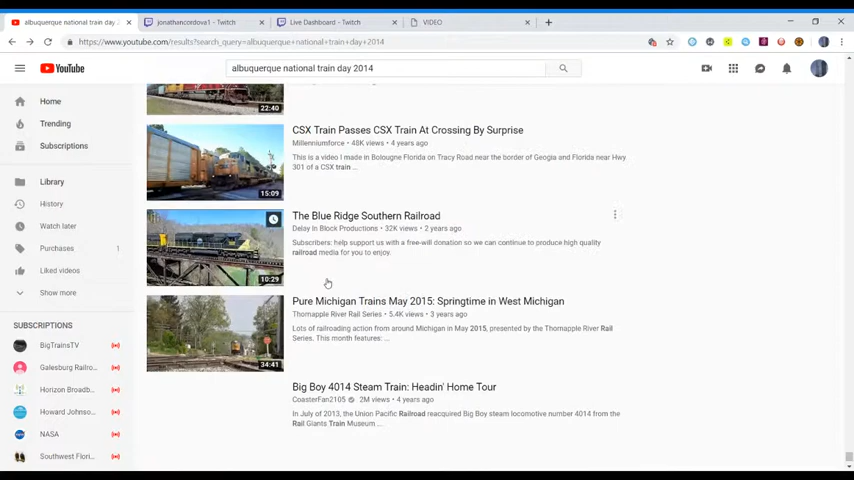 albuquerque national train day
jonathancordova1 - Twitch
Live Dashboard - Twitch
VIDEO
https://www.youtube.com/results?search_query=albuquerque+national+train+day+2014
YouTube
albuquerque national train day 2014
Home
Trending
Subscriptions
Library
History
Watch later
Purchases 1
Liked videos
Show more
SUBSCRIPTIONS
BigTrainsTV
Galesburg Railro...
Horizon Broadb...
Howard Johnso...
NASA
Southwest Flori...
22:40
CSX Train Passes CSX Train At Crossing By Surprise
Millenniumforce • 48K views • 4 years ago
This is a video I made in Bolougne Florida on Tracy Road near the border of Geogia and Florida near Hwy
301 of a CSX train ...
15:09
The Blue Ridge Southern Railroad
Delay In Block Productions • 32K views • 2 years ago
Subscribers: help support us with a free-will donation so we can continue to produce high quality
railroad media for you to enjoy.
10:29
Pure Michigan Trains May 2015: Springtime in West Michigan
Thornapple River Rail Series • 5.4K views • 3 years ago
Lots of railroading action from around Michigan in May 2015, presented by the Thornapple River Rail
Series. This month features: ...
34:41
Big Boy 4014 Steam Train: Headin' Home Tour
CoasterFan2105 • 2M views • 4 years ago
In July of 2013, the Union Pacific Railroad reacquired Big Boy steam locomotive number 4014 from the
Rail Giants Train Museum ...